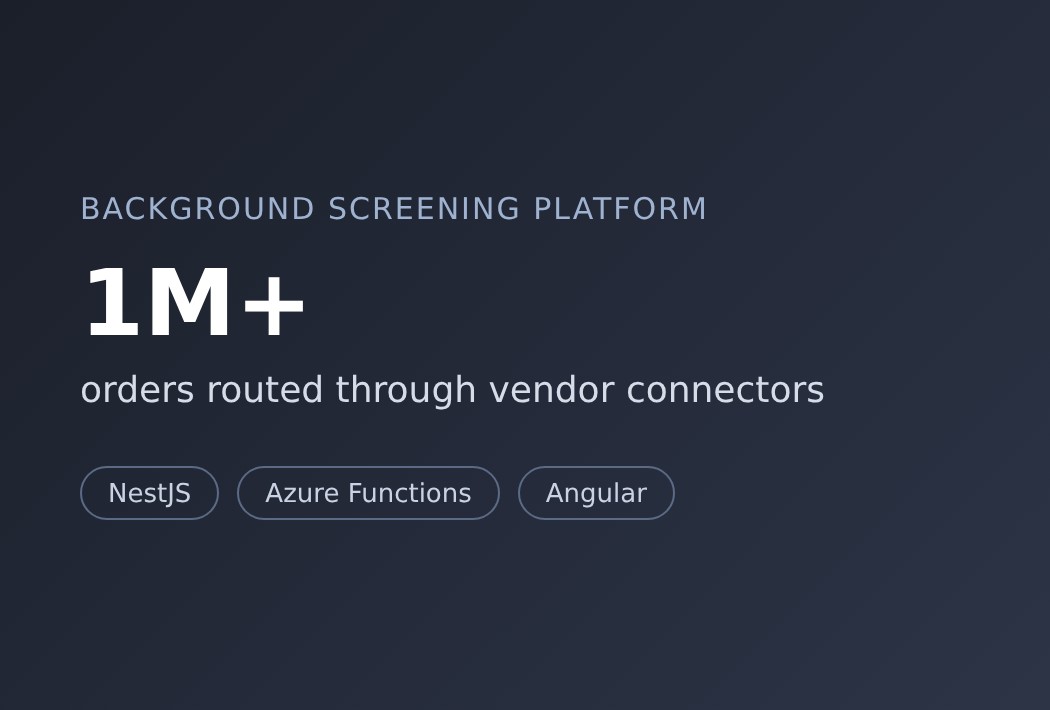 BACKGROUND SCREENING PLATFORM
1M+
orders routed through vendor connectors
NestJS Azure Functions Angular